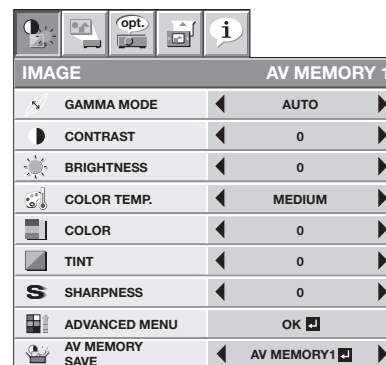 opt.
i
IMAGE AV MEMORY 1
GAMMA MODE AUTO
CONTRAST 0
BRIGHTNESS 0
COLOR TEMP. MEDIUM
COLOR 0
TINT 0
S SHARPNESS 0
ADVANCED MENU OK
AV MEMORY
SAVE AV MEMORY1